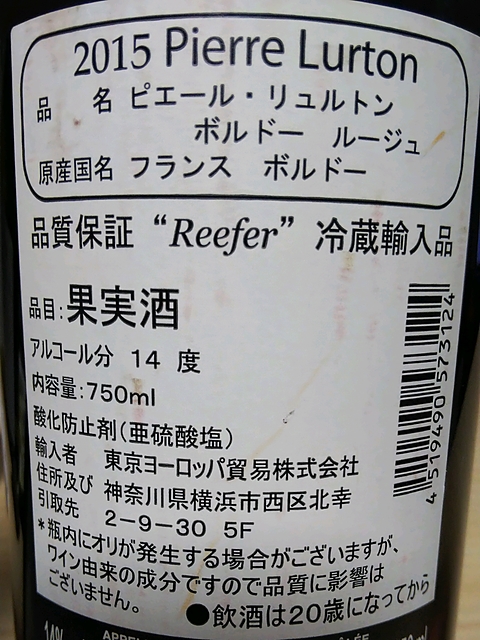 2015 Pierre Lurton
品　名 ピエール・リュルトン
ボルドー　ルージュ
原産国名 フランス　ボルドー
品質保証 “Reefer” 冷蔵輸入品
品目:果実酒
アルコール分 14 度
内容量:750ml
酸化防止剤(亜硫酸塩)
輸入者 東京ヨーロッパ貿易株式会社
住所及び 神奈川県横浜市西区北幸
引取先 2-9-30 5F
*瓶内にオリが発生する場合がございますが、
ワイン由来の成分ですので品質に影響は
ございません。
●飲酒は20歳になってから
4 519490 573124
14%